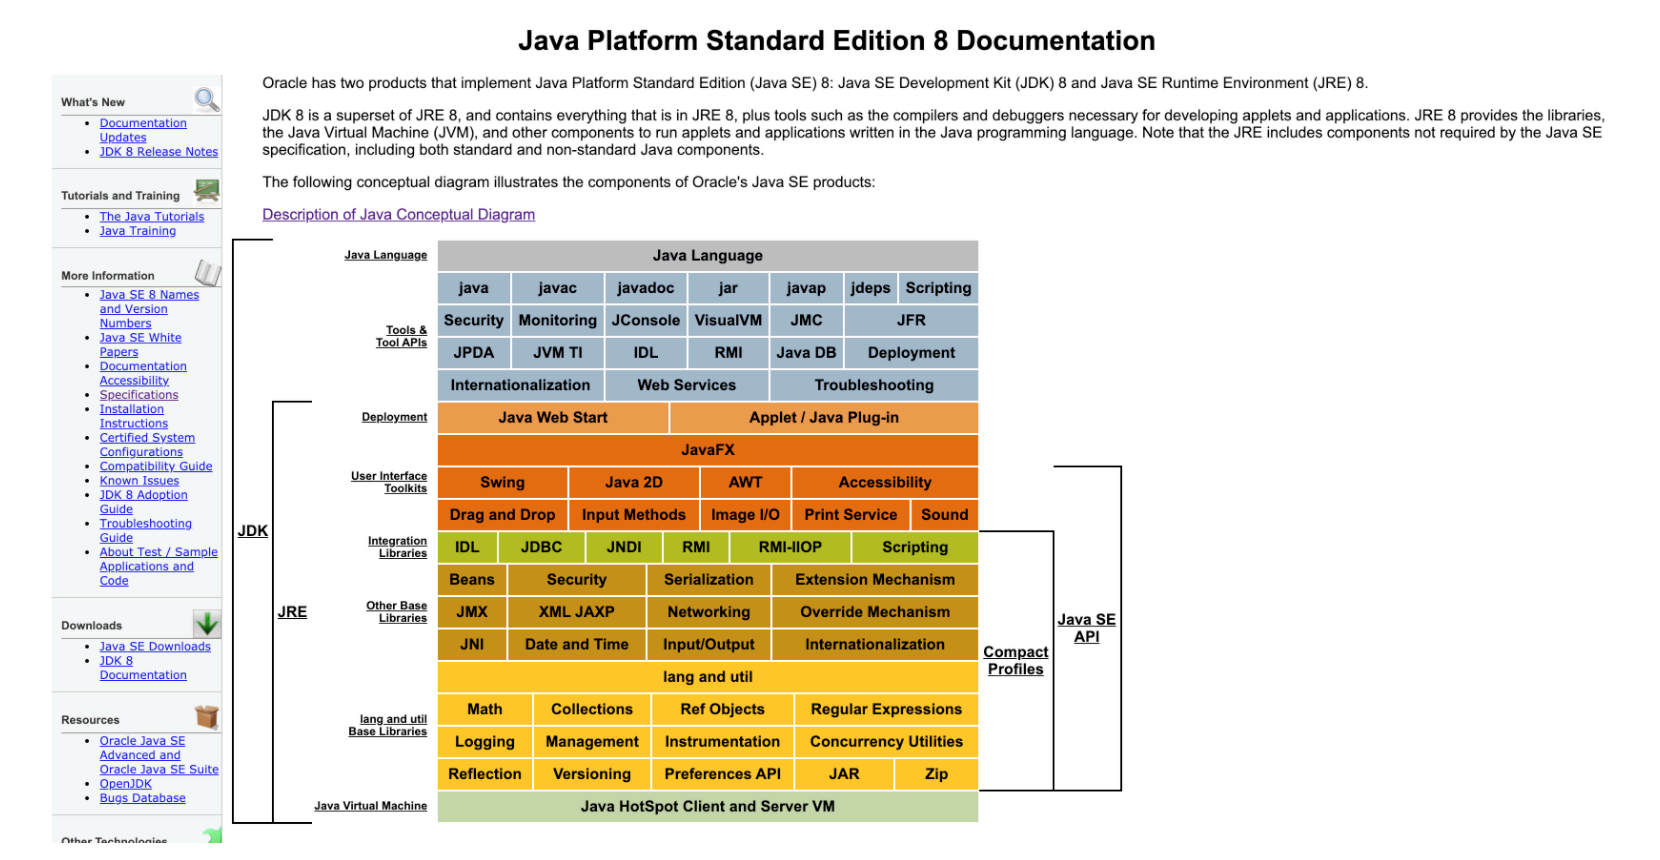 Java Platform Standard Edition 8 Documentation
What's New
Documentation
Updates
JDK 8 Release Notes
Tutorials and Training
The Java Tutorials
Java Training
More Information
Java SE 8 Names
and Version
Numbers
Java SE White
Papers
Documentation
Accessibility
Specifications
Installation
Instructions
Certified System
Configurations
Compatibility Guide
Known Issues
JDK 8 Adoption
Guide
Troubleshooting
Guide
About Test / Sample
Applications and
Code
Downloads
Java SE Downloads
JDK 8
Documentation
Resources
Oracle Java SE
Advanced and
Oracle Java SE Suite
OpenJDK
Bugs Database
Other Technologies
Oracle has two products that implement Java Platform Standard Edition (Java SE) 8: Java SE Development Kit (JDK) 8 and Java SE Runtime Environment (JRE) 8.
JDK 8 is a superset of JRE 8, and contains everything that is in JRE 8, plus tools such as the compilers and debuggers necessary for developing applets and applications. JRE 8 provides the libraries,
the Java Virtual Machine (JVM), and other components to run applets and applications written in the Java programming language. Note that the JRE includes components not required by the Java SE
specification, including both standard and non-standard Java components.
The following conceptual diagram illustrates the components of Oracle's Java SE products:
Description of Java Conceptual Diagram
Java Language Java Language
java javac javadoc jar javap jdeps Scripting
Tools &
Tool APIs
Security Monitoring JConsole VisualVM JMC JFR
JPDA JVM TI IDL RMI Java DB Deployment
Internationalization Web Services Troubleshooting
Deployment Java Web Start Applet / Java Plug-in
JavaFX
User Interface
Toolkits
Swing Java 2D AWT Accessibility
Drag and Drop Input Methods Image I/O Print Service Sound
JDK
Integration
Libraries
IDL JDBC JNDI RMI RMI-IIOP Scripting
Beans Security Serialization Extension Mechanism
JRE
Other Base
Libraries
JMX XML JAXP Networking Override Mechanism
Java SE
API
JNI Date and Time Input/Output Internationalization
Compact
Profiles
lang and util
Math Collections Ref Objects Regular Expressions
lang and util
Base Libraries
Logging Management Instrumentation Concurrency Utilities
Reflection Versioning Preferences API JAR Zip
Java Virtual Machine Java HotSpot Client and Server VM